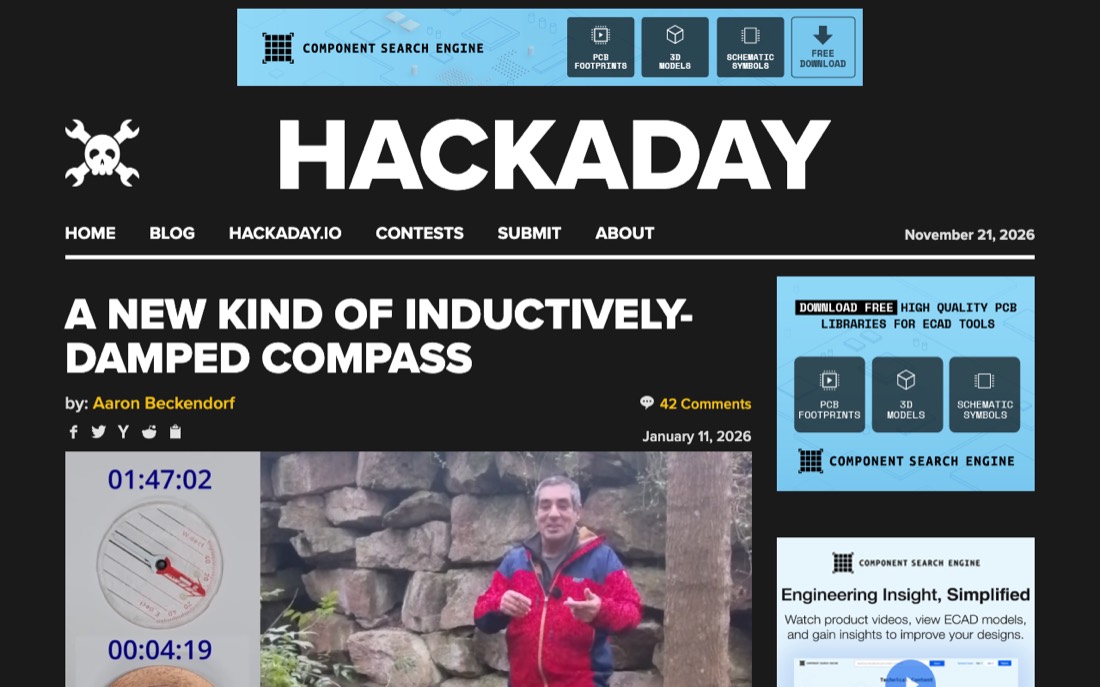 COMPONENT SEARCH ENGINE
PCB
FOOTPRINTS
3D
MODELS
SCHEMATIC
SYMBOLS
FREE
DOWNLOAD
HACKADAY
HOME BLOG HACKADAY.IO CONTESTS SUBMIT ABOUT
November 21, 2026
A NEW KIND OF INDUCTIVELY-
DAMPED COMPASS
by: Aaron Beckendorf
42 Comments
January 11, 2026
01:47:02
00:04:19
DOWNLOAD FREE HIGH QUALITY PCB
LIBRARIES FOR ECAD TOOLS
PCB
FOOTPRINTS
3D
MODELS
SCHEMATIC
SYMBOLS
COMPONENT SEARCH ENGINE
COMPONENT SEARCH ENGINE
Engineering Insight, Simplified
Watch product videos, view ECAD models,
and gain insights to improve your designs.